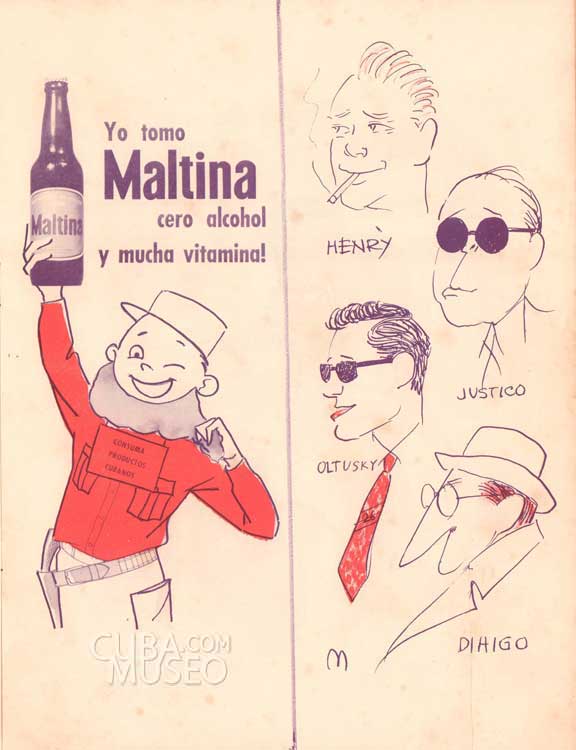 Yo tomo
Maltina
cero alcohol
y mucha vitamina!
Maltina
CONSUMA
PRODUCTOS
CUBANOS
HENRY
JUSTICO
OLTUSKY
DIHIGO
M
CUBA.COM
MUSEO